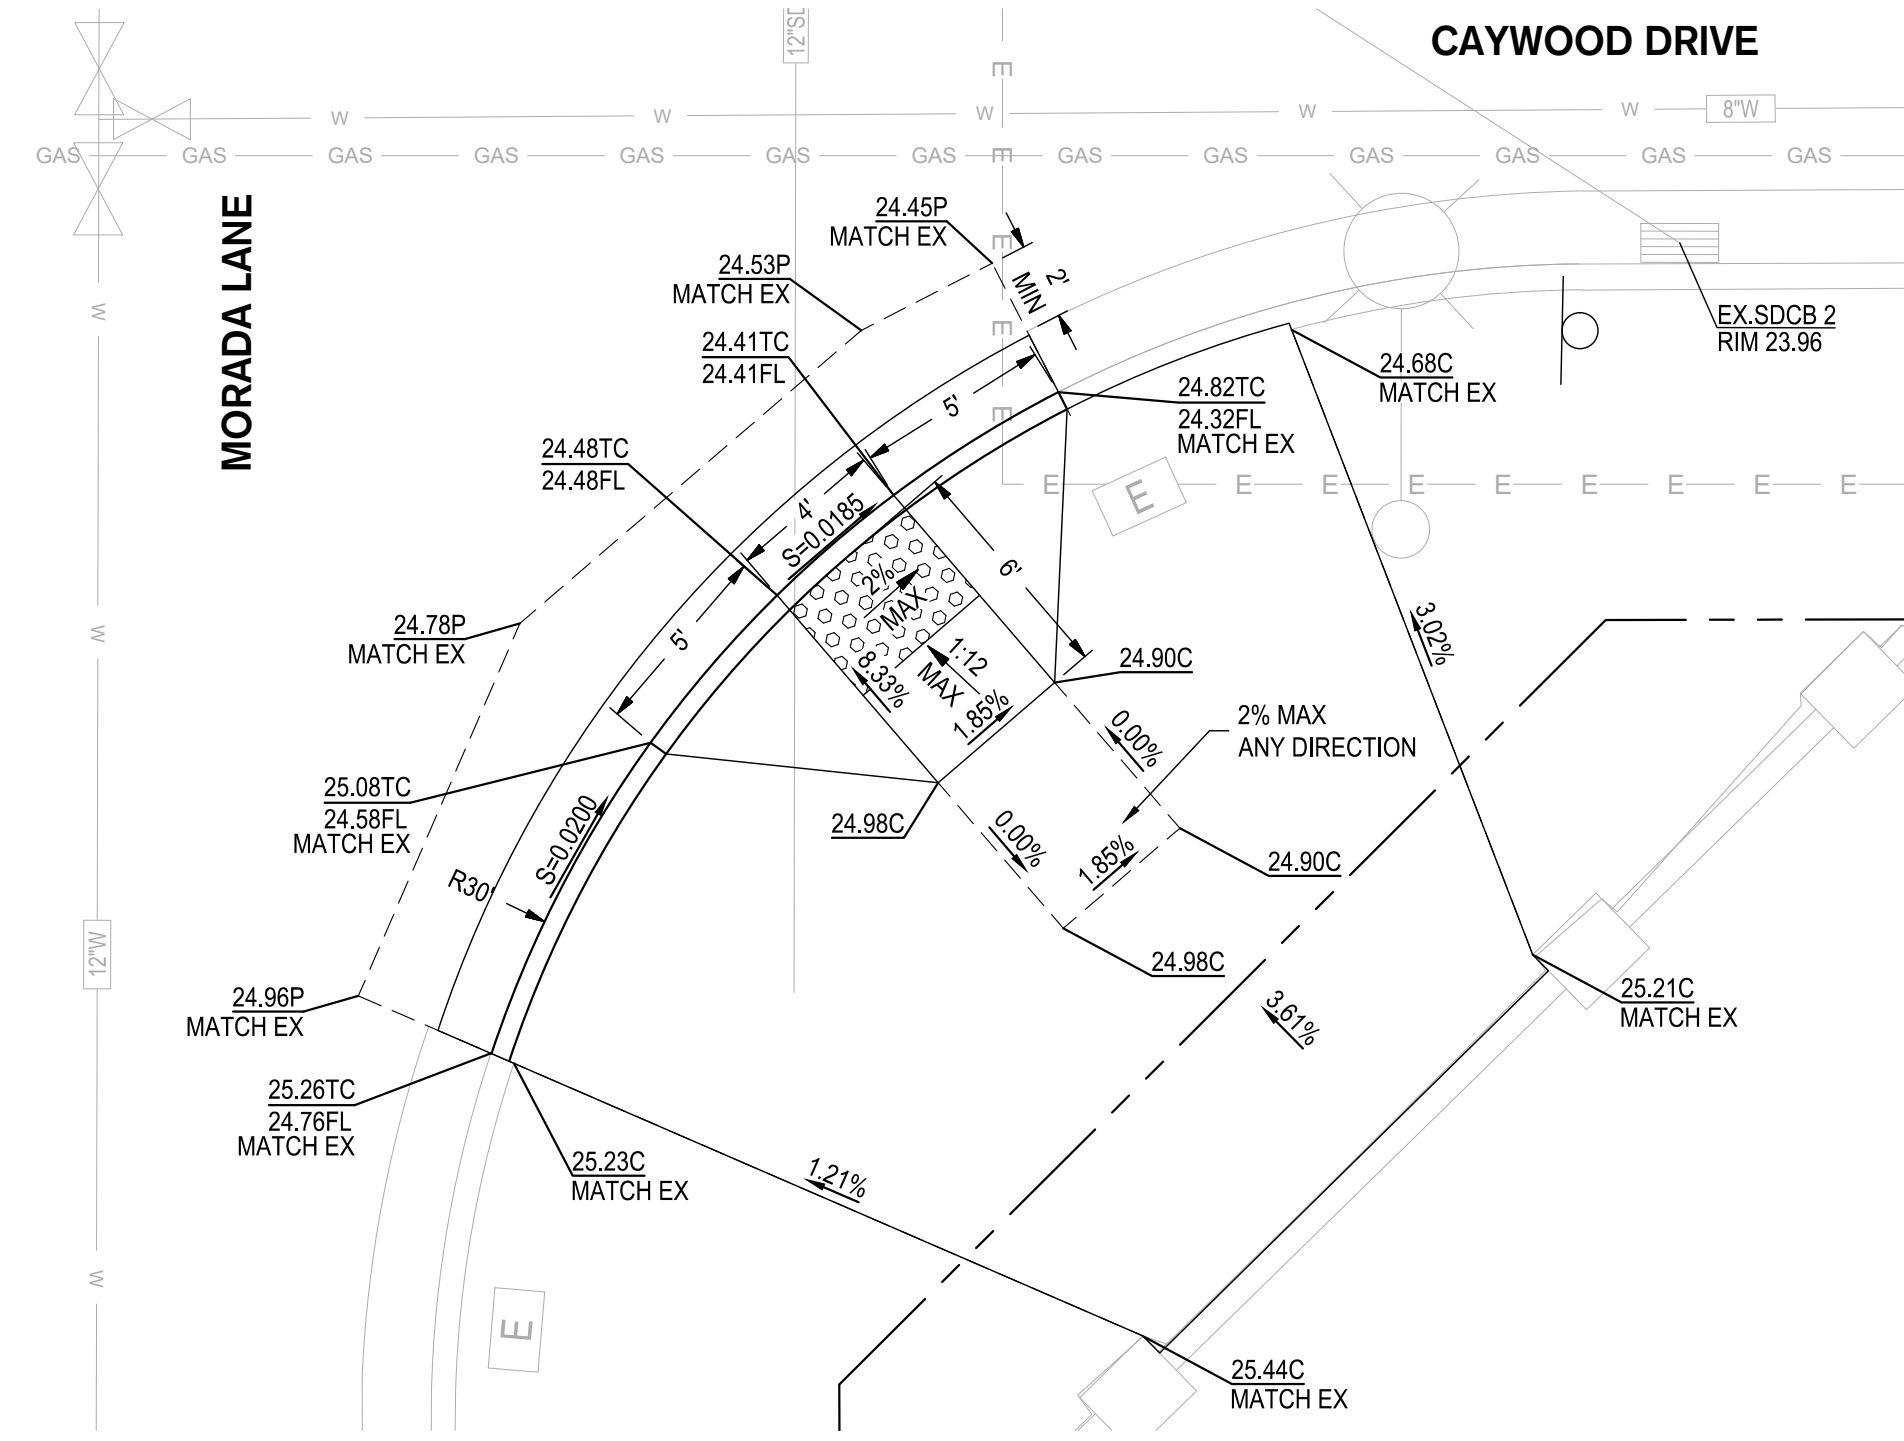 12"SD
CAYWOOD DRIVE
E
W
W
W
W
W
8"W
GAS
GAS
GAS
GAS
GAS
GAS
GAS
E
GAS
GAS
GAS
GAS
GAS
GAS
MORADA LANE
24.45P
MATCH EX
E
2'
MIN
24.53P
MATCH EX
W
E
EX.SDCB 2
RIM 23.96
24.41TC
24.41FL
24.68C
MATCH EX
24.82TC
24.32FL
MATCH EX
5'
E
24.48TC
24.48FL
4'
S=0.0185
E
E
E
E
E
E
E
E
E
E
E
6'
2%
MAX
24.78P
MATCH EX
W
5'
3.02%
1:12
MAX
8.33%
24.90C
1.85%
0.00%
2% MAX
ANY DIRECTION
25.08TC
24.58FL
MATCH EX
24.98C
0.00%
1.85%
24.90C
S=0.0200
R30'
12"W
24.98C
24.96P
MATCH EX
25.21C
MATCH EX
3.61%
25.26TC
24.76FL
MATCH EX
25.23C
MATCH EX
1.21%
W
E
25.44C
MATCH EX